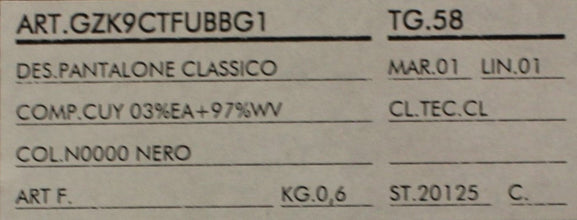 ART.GZK9CTFUBBG1 TG.58
DES.PANTALONE CLASSICO MAR.01 LIN.01
COMP.CUY 03%EA+97%WV CL.TEC.CL
COL.N0000 NERO
ART F. KG.0,6 ST.20125 C.